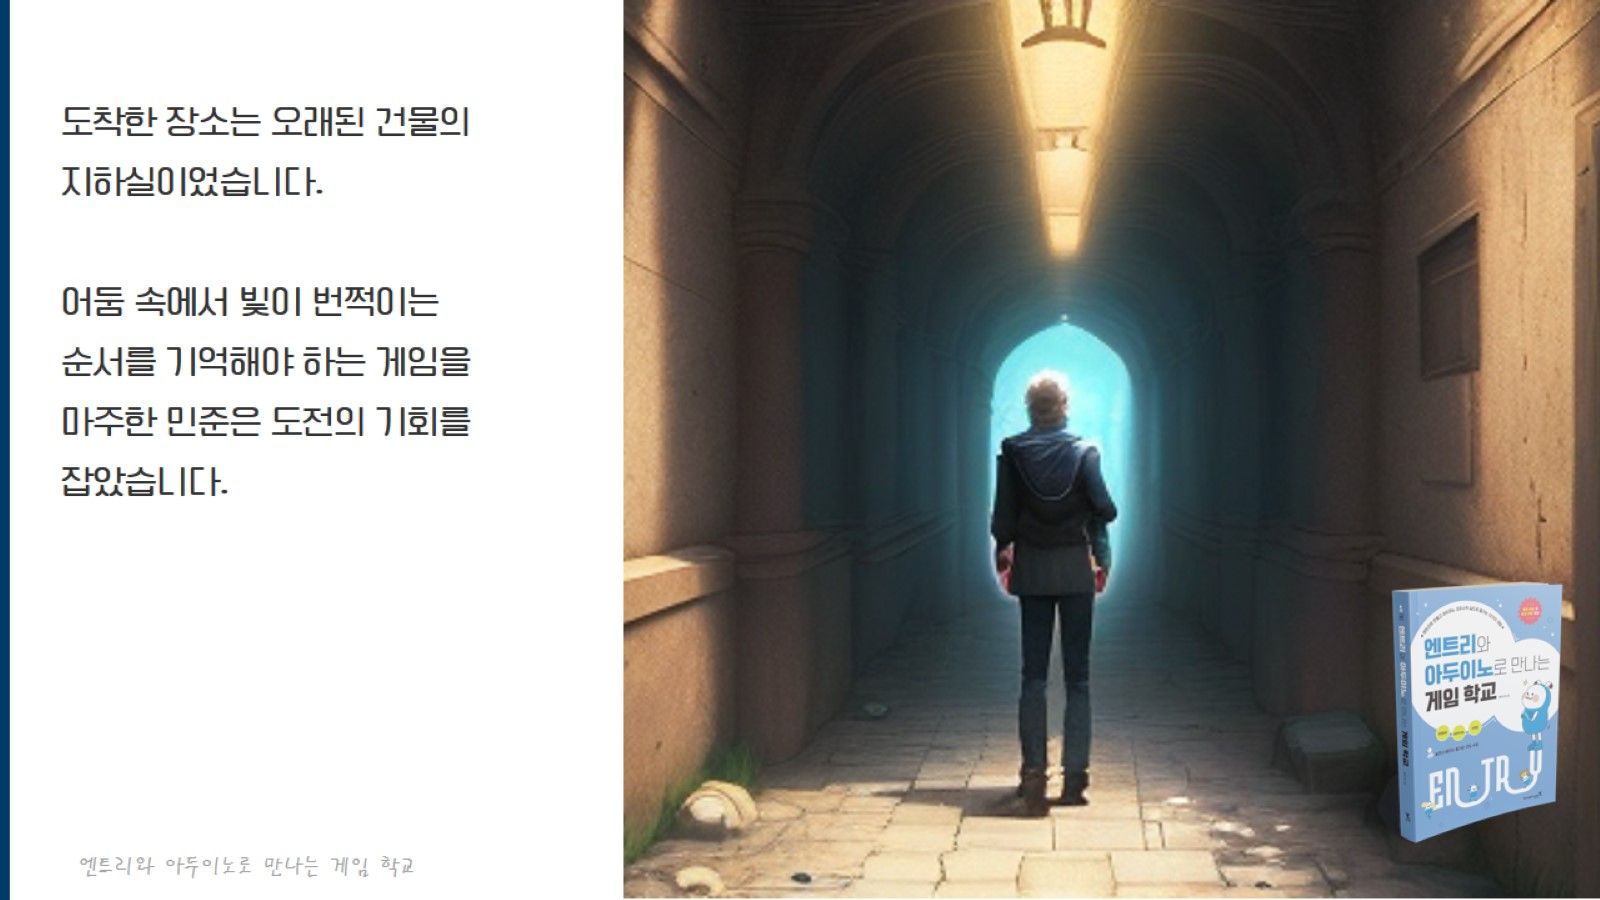 도착한 장소는 오래된 건물의
지하실이었습니다.
어둠 속에서 빛이 번쩍이는
순서를 기억해야 하는 게임을
마주한 민준은 도전의 기회를
잡았습니다.
엔트리와 아두이노로 만나는 게임 학교
엔트리와
아두이노로 만나는
게임 학교
ENTRY